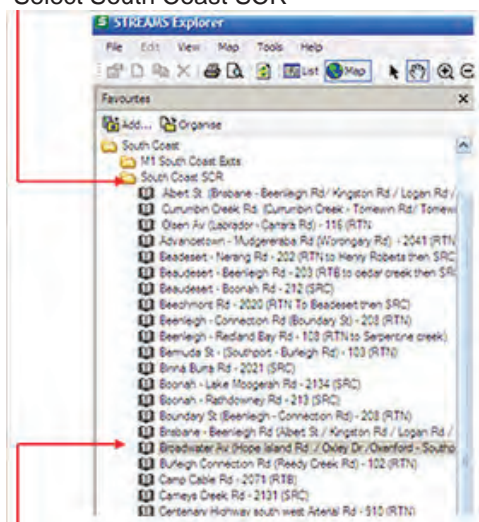 Select South Coast SCR
STREAMS Explorer
File Edit View Map Tools Help
List Map
Favourites
Add... Organise
South Coast
M1 South Coast Exits
South Coast SCR
Albert St (Brisbane - Beenleigh Rd/ Kingston Rd / Logan Rd /
Currumbin Creek Rd (Currumbin Creek - Tomewin Rd/ Tomewi
Olsen Av (Labrador - Carrara Rd) - 116 (RTN
Advancetown - Mudgereraba Rd (Worongary Rd) - 2041 (RTN
Beadesert - Nerang Rd - 202 (RTN to Henry Roberts then SRC
Beaudesert - Beenleigh Rd - 203 (RTB to cedar creek then SR
Beaudesert - Boonah Rd - 212 (SRC)
Beechmont Rd - 2020 (RTN To Beadesert then SRC)
Beenleigh - Connection Rd (Boundary St) - 208 (RTN)
Beenleigh - Redland Bay Rd - 108 (RTN to Serpentine creek)
Bermuda St - (Southport - Burleigh Rd) - 103 (RTN)
Binna Burra Rd - 2021 (SRC)
Boonah - Lake Moogerah Rd - 2134 (SRC)
Boonah - Rathdowney Rd - 213 (SRC)
Boundary St (Beenleigh - Connection Rd) - 208 (RTN)
Brisbane - Beenleigh Rd (Albert St / Kingston Rd / Logan Rd /
Broadwater Av (Hope Island Rd / Oxley Dr /Oxenford - Southp
Burleigh Connection Rd (Reedy Creek Rd) - 102 (RTN)
Camp Cable Rd - 2071 (RTB)
Carneys Creek Rd - 2131 (SRC)
Centenary Highway south west Arterial Rd - 910 (RTN)